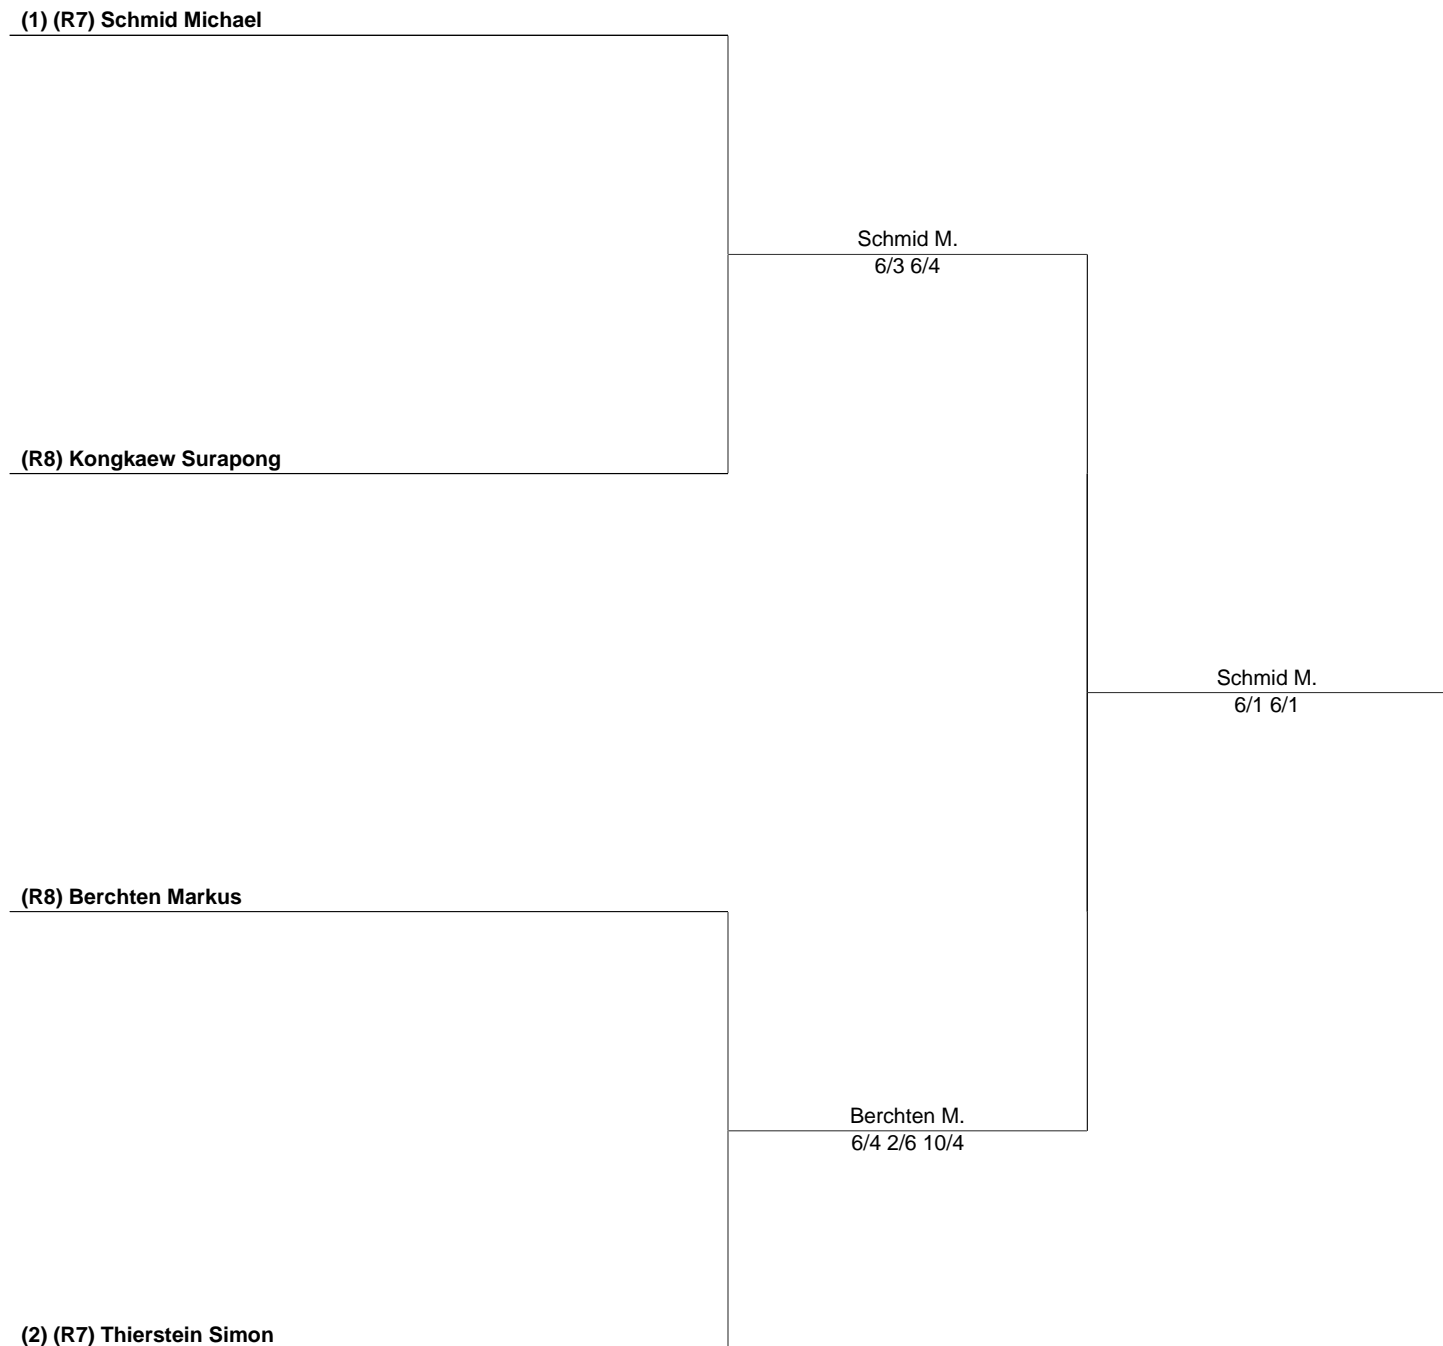 (1) (R7) Schmid Michael
Schmid M.
6/3 6/4
(R8) Kongkaew Surapong
Schmid M.
6/1 6/1
(R8) Berchten Markus
Berchten M.
6/4 2/6 10/4
(2) (R7) Thierstein Simon